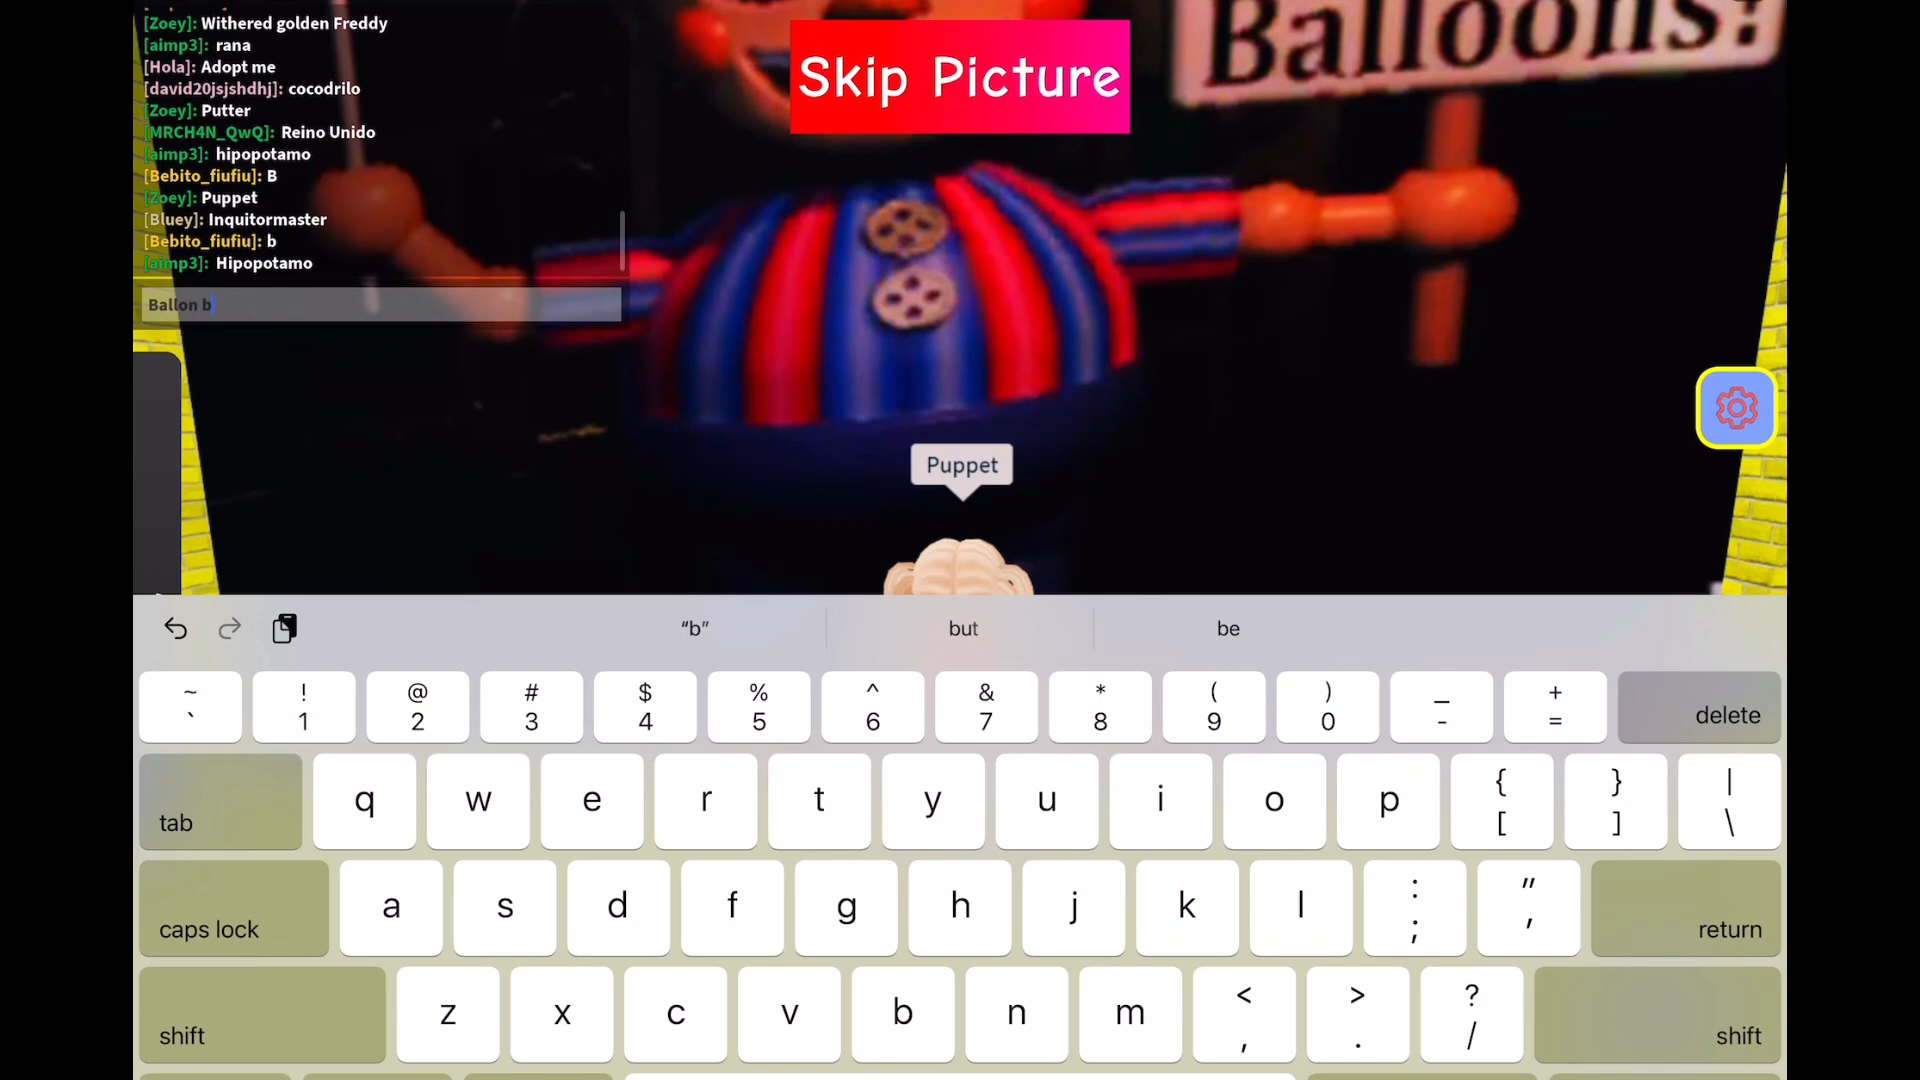 [Zoey]: Withered golden Freddy
[aimp3]: rana
[Hola]: Adopt me
[david20jsjshdhj]: cocodrilo
[Zoey]: Putter
[MRCH4N_QwQ]: Reino Unido
[aimp3]: hipopotamo
[Bebito_fiufiu]: B
[Zoey]: Puppet
[Bluey]: Inquitormaster
[Bebito_fiufiu]: b
[aimp3]: Hipopotamo
Ballon b
Skip Picture
Balloons!
Puppet
“b” but be
~ ! @ # $ % ^ & * ( ) _ +
` 1 2 3 4 5 6 7 8 9 0 - = delete
tab q w e r t y u i o p { [ } ] | \
caps lock a s d f g h j k l : ; " ' return
shift z x c v b n m < , > . ? / shift